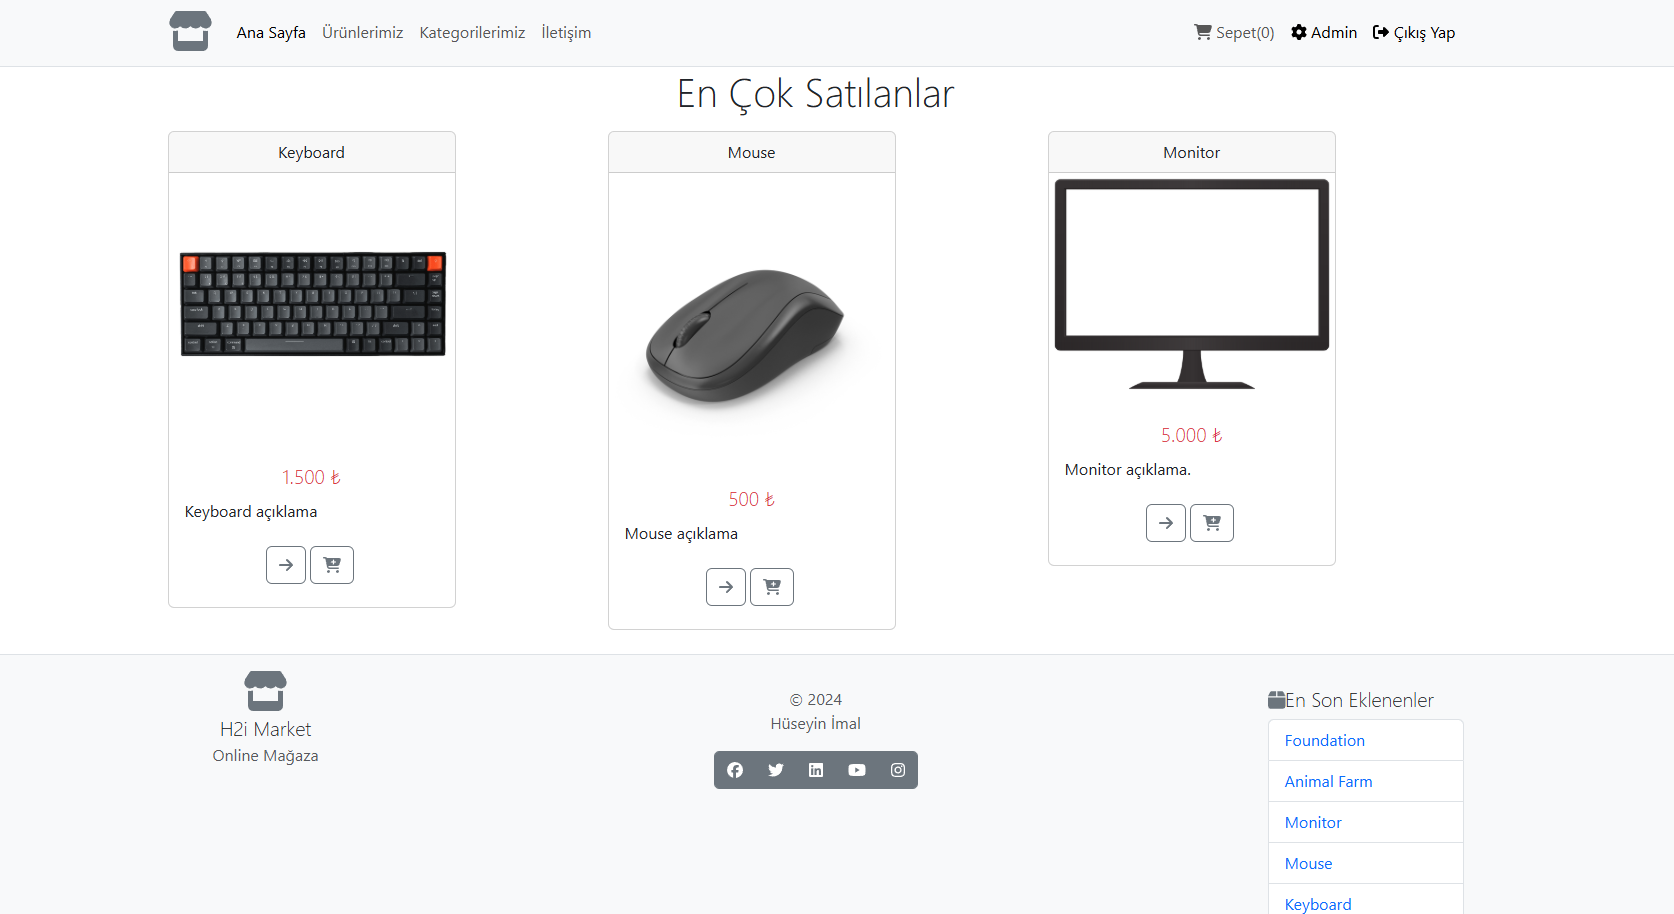 Ana Sayfa Ürünlerimiz Kategorilerimiz İletişim Sepet(0) Admin Çıkış Yap
En Çok Satılanlar
Keyboard
1.500 ₺
Keyboard açıklama
Mouse
500 ₺
Mouse açıklama
Monitor
5.000 ₺
Monitor açıklama.
H2i Market
Online Mağaza
© 2024
Hüseyin İmal
En Son Eklenenler
Foundation
Animal Farm
Monitor
Mouse
Keyboard